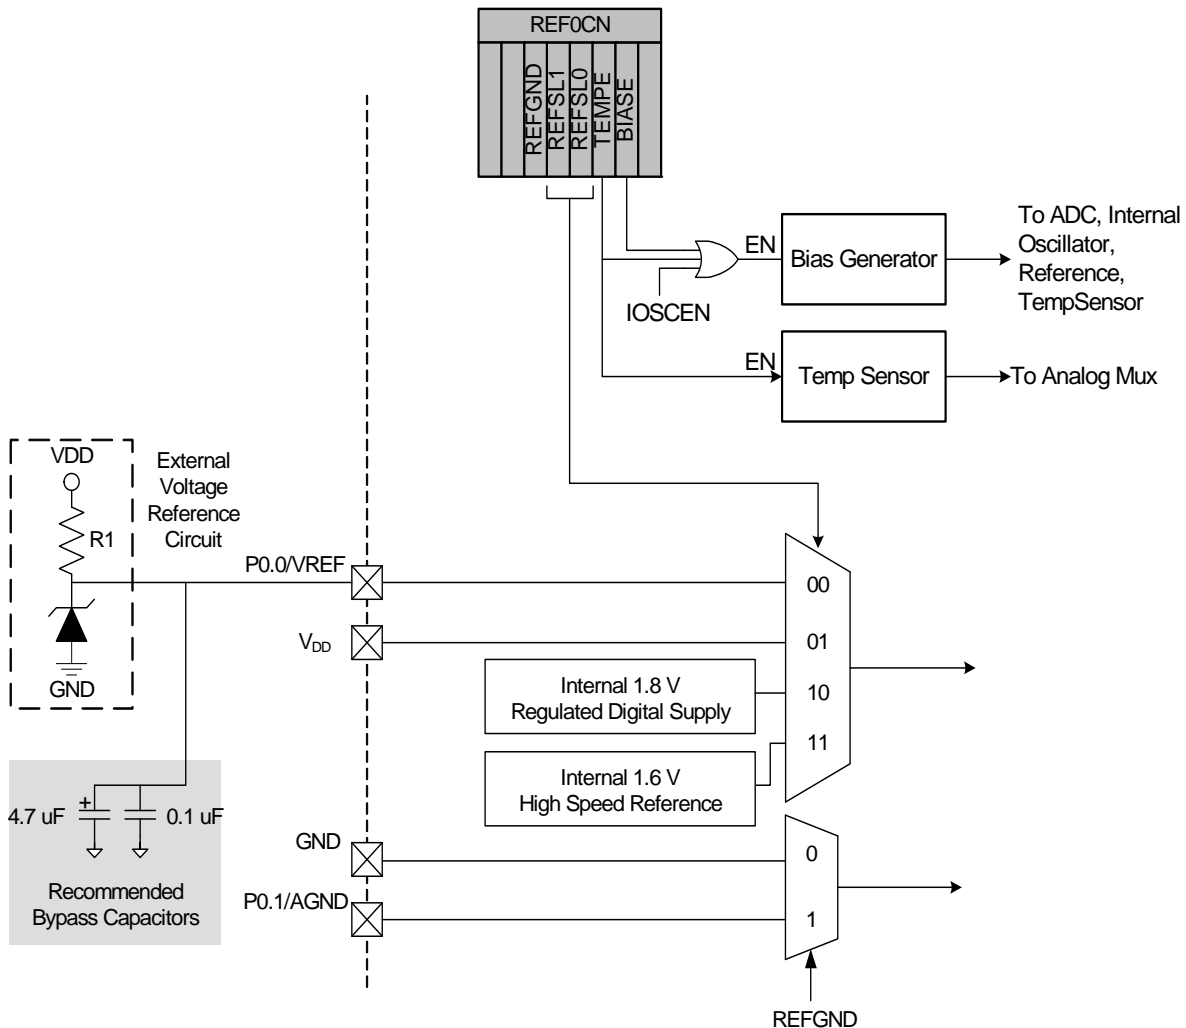 REF0CN
REFGND
REFSL1
REFSL0
TEMPE
BIASE
EN
Bias Generator
To ADC, Internal
Oscillator,
Reference,
TempSensor
IOSCEN
EN
Temp Sensor
To Analog Mux
VDD
R1
GND
External
Voltage
Reference
Circuit
P0.0/VREF
VDD
00
01
10
11
Internal 1.8 V
Regulated Digital Supply
Internal 1.6 V
High Speed Reference
4.7 uF
+
0.1 uF
Recommended
Bypass Capacitors
GND
P0.1/AGND
0
1
REFGND